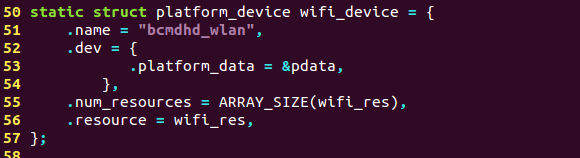 50 static struct platform_device wifi_device = {
51     .name = "bcmdhd_wlan",
52     .dev = {
53             .platform_data = &pdata,
54         },
55     .num_resources = ARRAY_SIZE(wifi_res),
56     .resource = wifi_res,
57 };
58